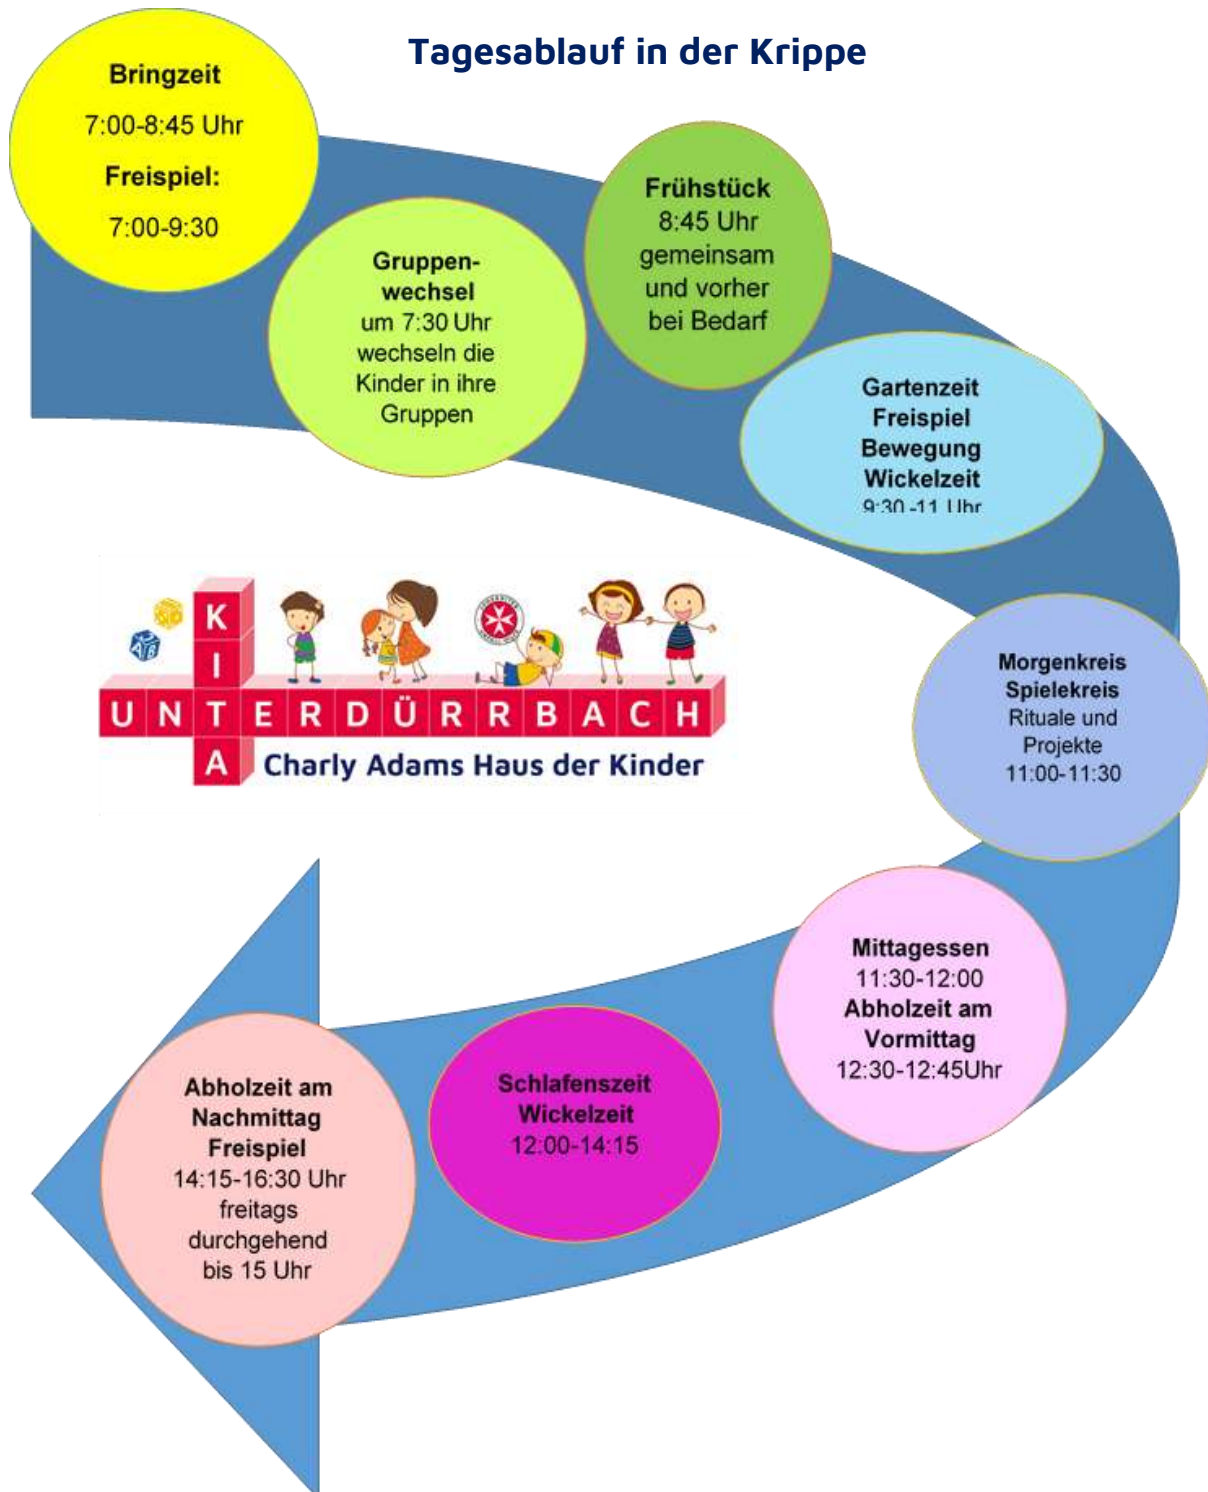 Tagesablauf in der Krippe
Bringzeit
7:00-8:45 Uhr
Freispiel:
7:00-9:30
Gruppen-
wechsel
um 7:30 Uhr
wechseln die
Kinder in ihre
Gruppen
Frühstück
8:45 Uhr
gemeinsam
und vorher
bei Bedarf
Gartenzeit
Freispiel
Bewegung
Wickelzeit
9:30-11 Uhr
Morgenkreis
Spielekreis
Rituale und
Projekte
11:00-11:30
KITA
UNTERDÜRRBACH
Charly Adams Haus der Kinder
Mittagessen
11:30-12:00
Abholzeit am
Vormittag
12:30-12:45Uhr
Schlafenszeit
Wickelzeit
12:00-14:15
Abholzeit am
Nachmittag
Freispiel
14:15-16:30 Uhr
freitags
durchgehend
bis 15 Uhr